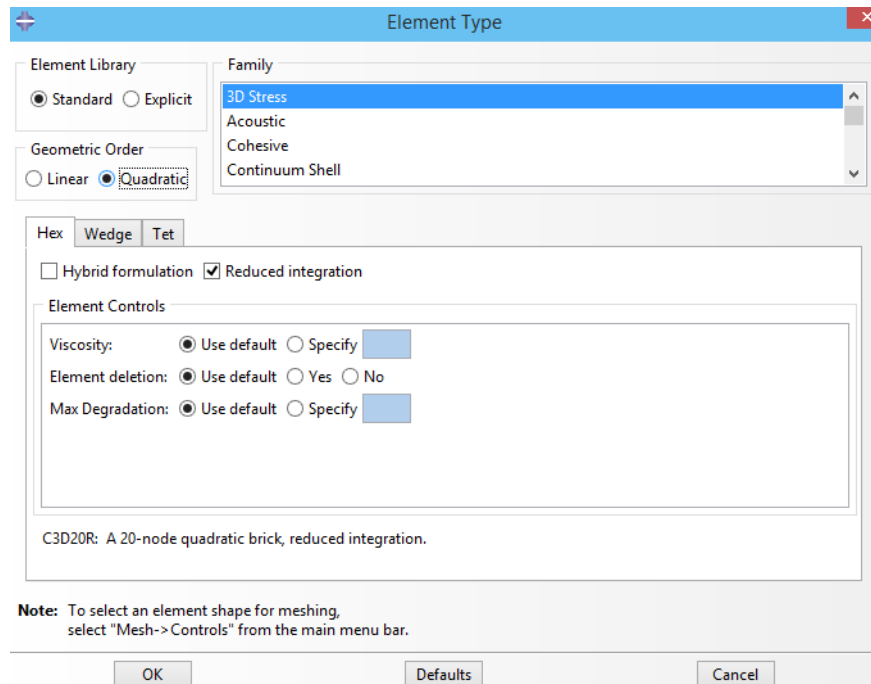 Element Type
Element Library
Family
Standard Explicit
3D Stress
Acoustic
Cohesive
Continuum Shell
Geometric Order
Linear Quadratic
Hex Wedge Tet
Hybrid formulation Reduced integration
Element Controls
Viscosity: Use default Specify
Element deletion: Use default Yes No
Max Degradation: Use default Specify
C3D20R: A 20-node quadratic brick, reduced integration.
Note: To select an element shape for meshing,
select "Mesh->Controls" from the main menu bar.
OK Defaults Cancel